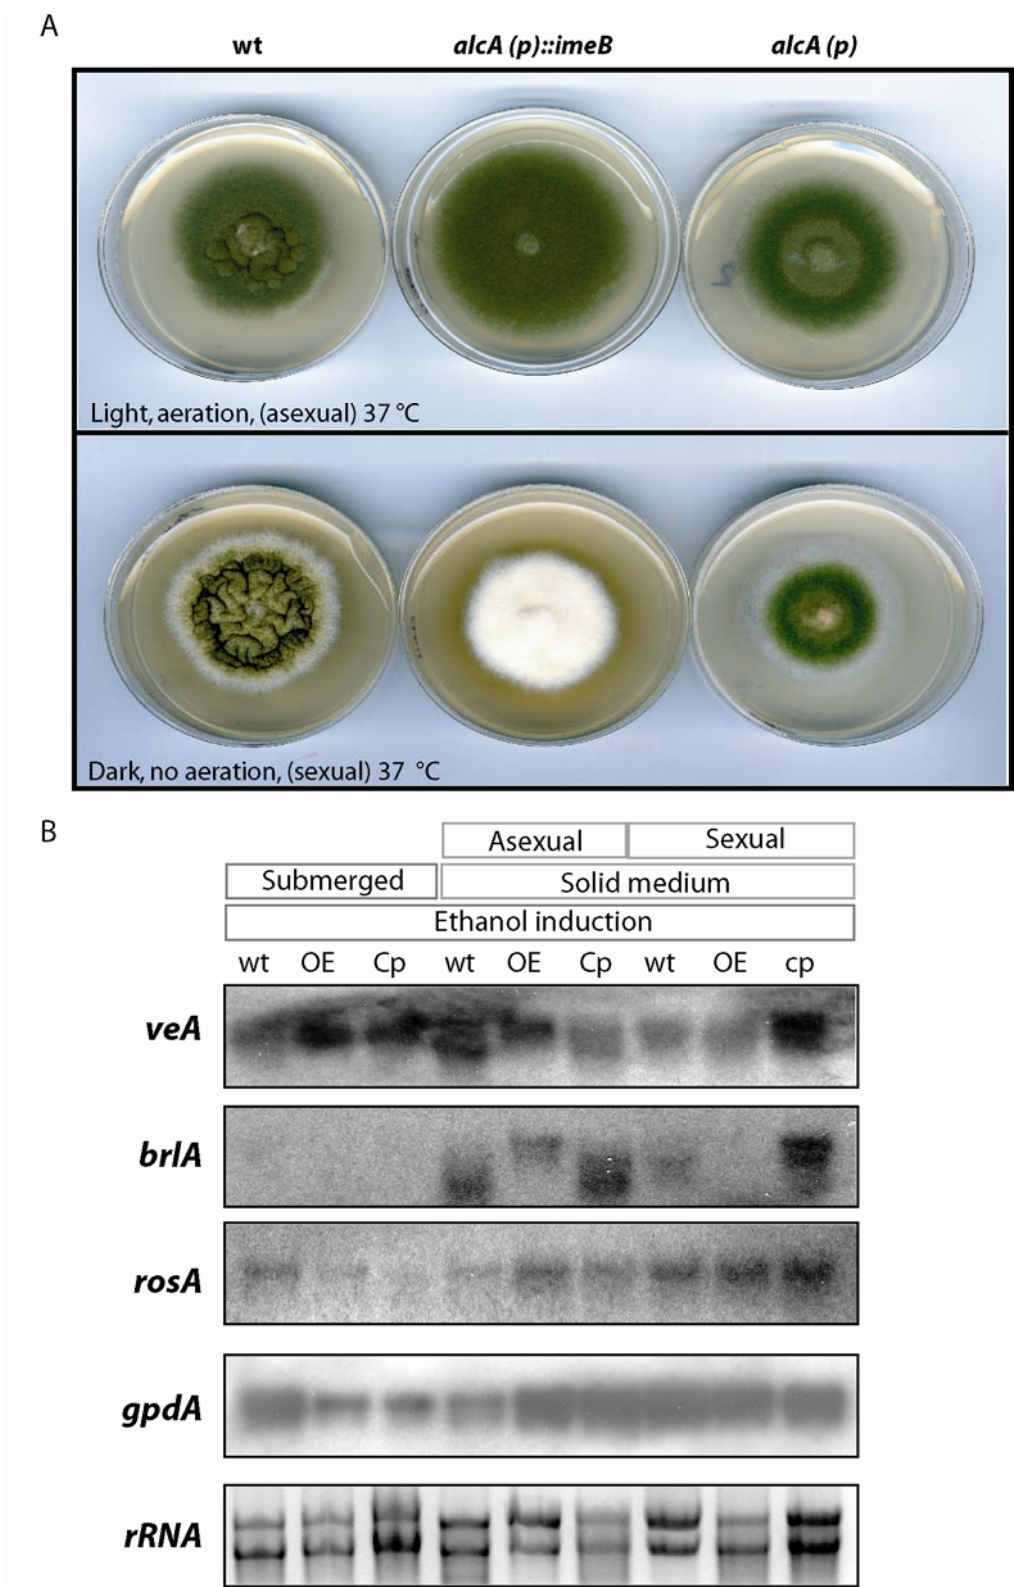 A
wt alcA (p)::imeB alcA (p)
Light, aeration, (asexual) 37 °C
Dark, no aeration, (sexual) 37 °C
B
Asexual Sexual
Submerged Solid medium
Ethanol induction
wt OE Cp wt OE Cp wt OE cp
veA
brlA
rosA
gpdA
rRNA